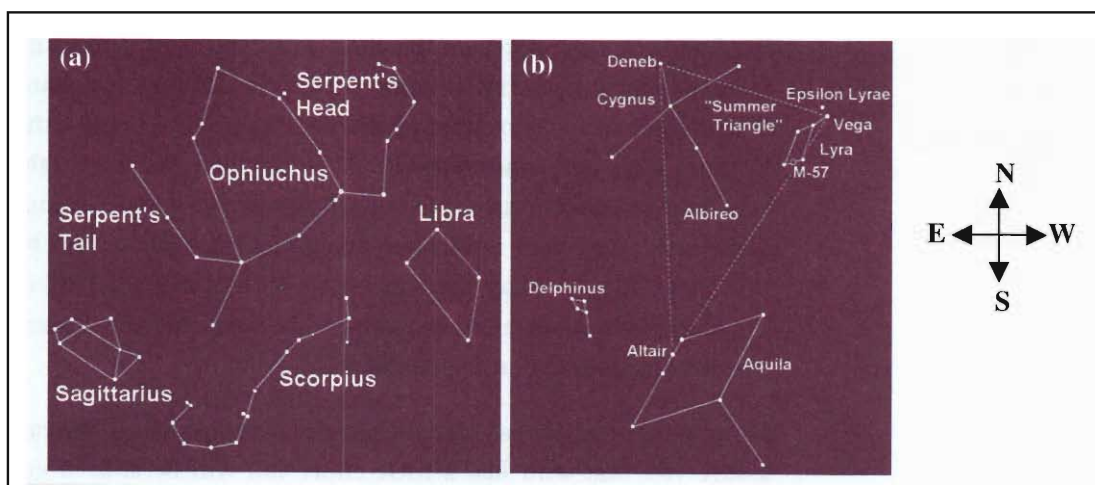 (a)
Serpent's
Head
Ophiuchus
Serpent's
Tail
Libra
Sagittarius
Scorpius
(b)
Deneb
Cygnus
"Summer
Triangle"
Epsilon Lyrae
Vega
Lyra
M-57
Albireo
Delphinus
Altair
Aquila
N
E W
S